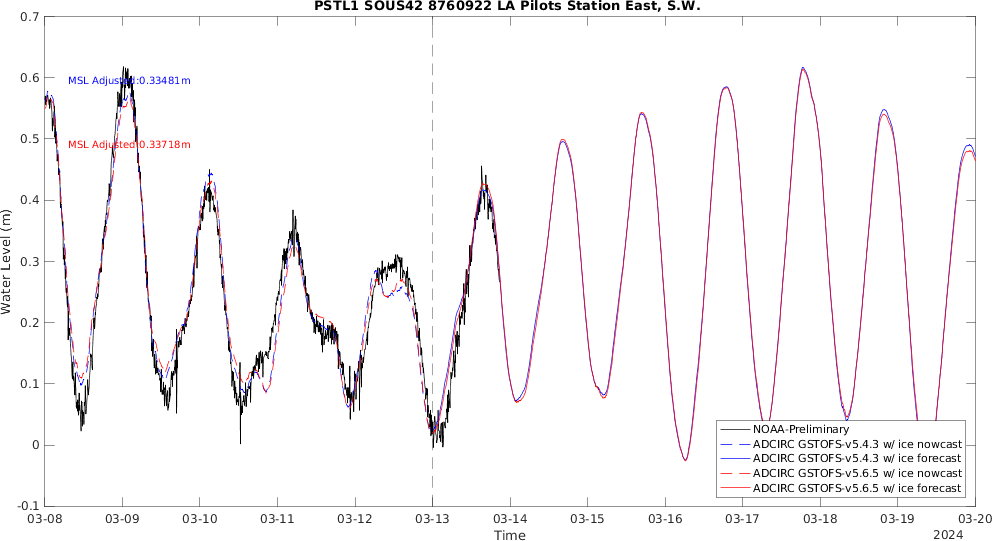 PSTL1 SOUS42 8760922 LA Pilots Station East, S.W.
0.7
0.6
0.5
0.4
0.3
0.2
0.1
0
-0.1
Water Level (m)
MSL Adjusted:0.33481m
MSL Adjusted:0.33718m
NOAA-Preliminary
ADCIRC GSTOFS-v5.4.3 w/ ice nowcast
ADCIRC GSTOFS-v5.4.3 w/ ice forecast
ADCIRC GSTOFS-v5.6.5 w/ ice nowcast
ADCIRC GSTOFS-v5.6.5 w/ ice forecast
03-08 03-09 03-10 03-11 03-12 03-13 03-14 03-15 03-16 03-17 03-18 03-19 03-20
Time
2024